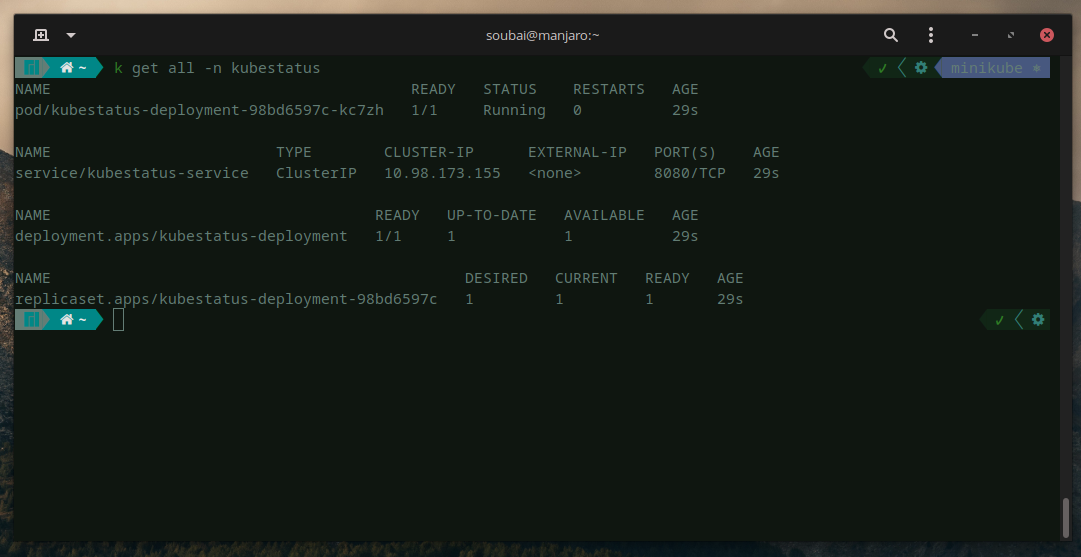 soubai@manjaro:~
~ k get all -n kubestatus ✓ minikube ⎈
NAME READY STATUS RESTARTS AGE
pod/kubestatus-deployment-98bd6597c-kc7zh 1/1 Running 0 29s
NAME TYPE CLUSTER-IP EXTERNAL-IP PORT(S) AGE
service/kubestatus-service ClusterIP 10.98.173.155 <none> 8080/TCP 29s
NAME READY UP-TO-DATE AVAILABLE AGE
deployment.apps/kubestatus-deployment 1/1 1 1 29s
NAME DESIRED CURRENT READY AGE
replicaset.apps/kubestatus-deployment-98bd6597c 1 1 1 29s
~ ✓